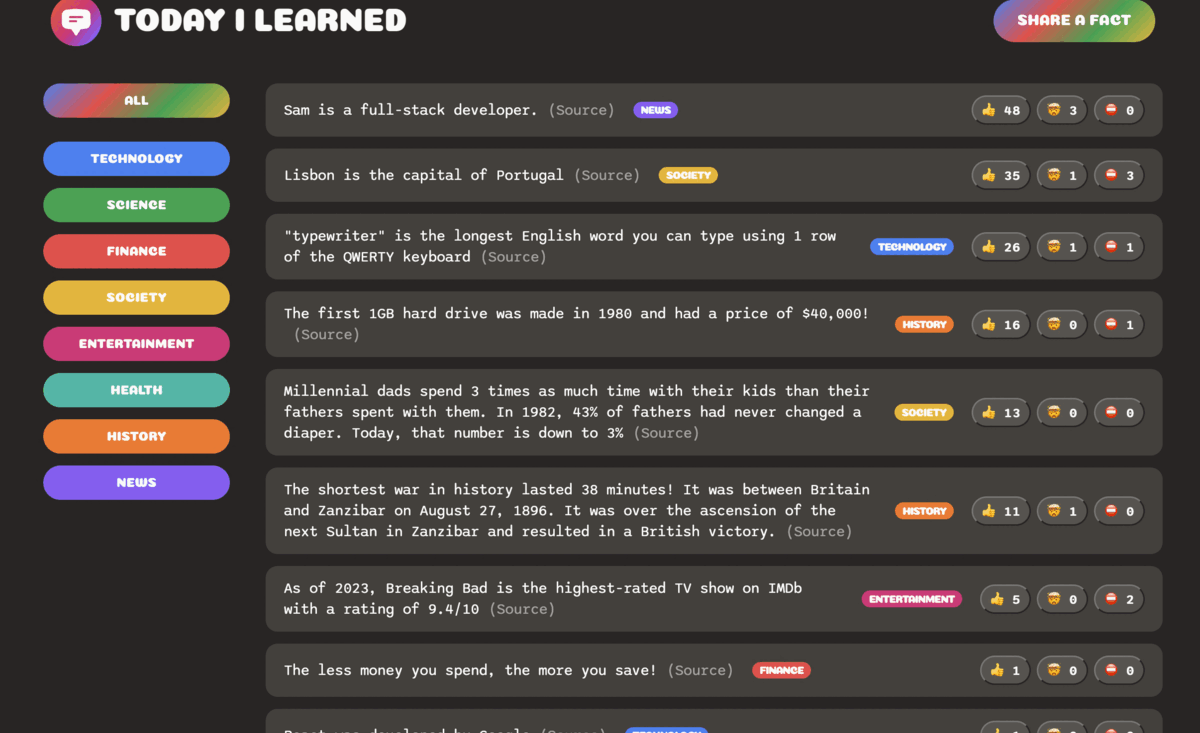 TODAY I LEARNED
SHARE A FACT
ALL
TECHNOLOGY
SCIENCE
FINANCE
SOCIETY
ENTERTAINMENT
HEALTH
HISTORY
NEWS
Sam is a full-stack developer. (Source) NEWS 48 3 0
Lisbon is the capital of Portugal (Source) SOCIETY 35 1 3
"typewriter" is the longest English word you can type using 1 row
of the QWERTY keyboard (Source)
TECHNOLOGY 26 1 1
The first 1GB hard drive was made in 1980 and had a price of $40,000!
(Source)
HISTORY 16 0 1
Millennial dads spend 3 times as much time with their kids than their
fathers spent with them. In 1982, 43% of fathers had never changed a
diaper. Today, that number is down to 3% (Source)
SOCIETY 13 0 0
The shortest war in history lasted 38 minutes! It was between Britain
and Zanzibar on August 27, 1896. It was over the ascension of the
next Sultan in Zanzibar and resulted in a British victory. (Source)
HISTORY 11 1 0
As of 2023, Breaking Bad is the highest-rated TV show on IMDb
with a rating of 9.4/10 (Source)
ENTERTAINMENT 5 0 2
The less money you spend, the more you save! (Source) FINANCE 1 0 0